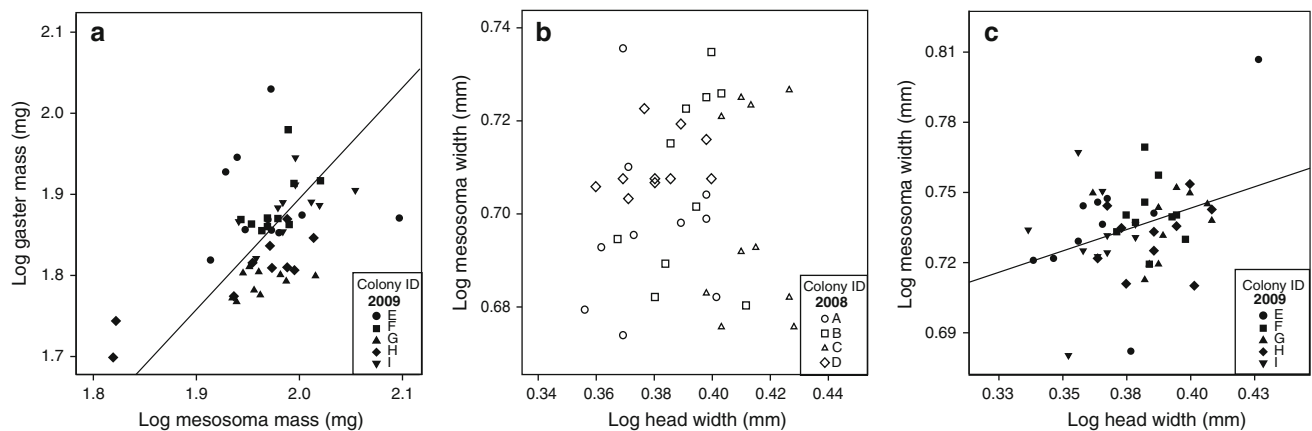 a
Log gaster mass (mg)
2.1
2.0
1.9
1.8
1.7
1.8 1.9 2.0 2.1
Log mesosoma mass (mg)
Colony ID
2009
E
F
G
H
I
b
Log mesosoma width (mm)
0.74
0.72
0.70
0.68
0.34 0.36 0.38 0.40 0.42 0.44
Log head width (mm)
Colony ID
2008
A
B
C
D
c
Log mesosoma width (mm)
0.81
0.78
0.75
0.72
0.69
0.33 0.35 0.38 0.40 0.43
Log head width (mm)
Colony ID
2009
E
F
G
H
I